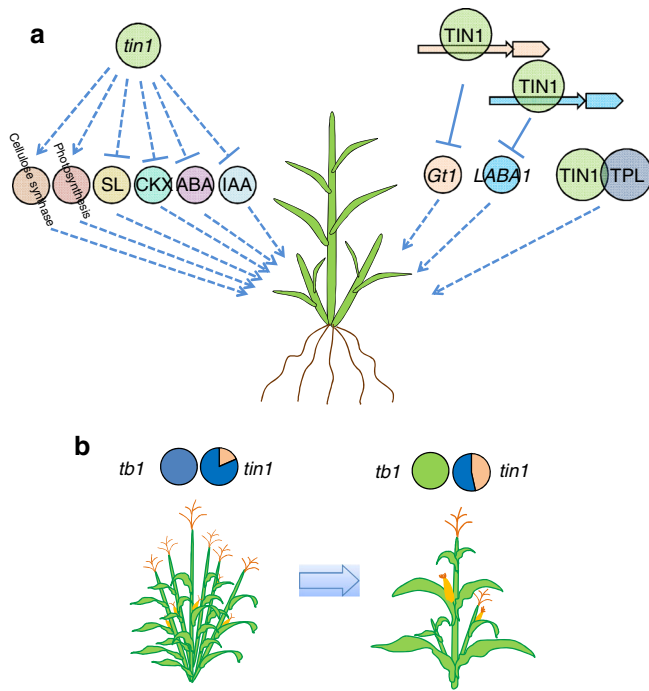 a
tin1
TIN1
TIN1
Cellulose synthase
Photosynthesis
SL
CKX
ABA
IAA
Gt1
LABA1
TIN1
TPL
b
tb1
tin1
tb1
tin1